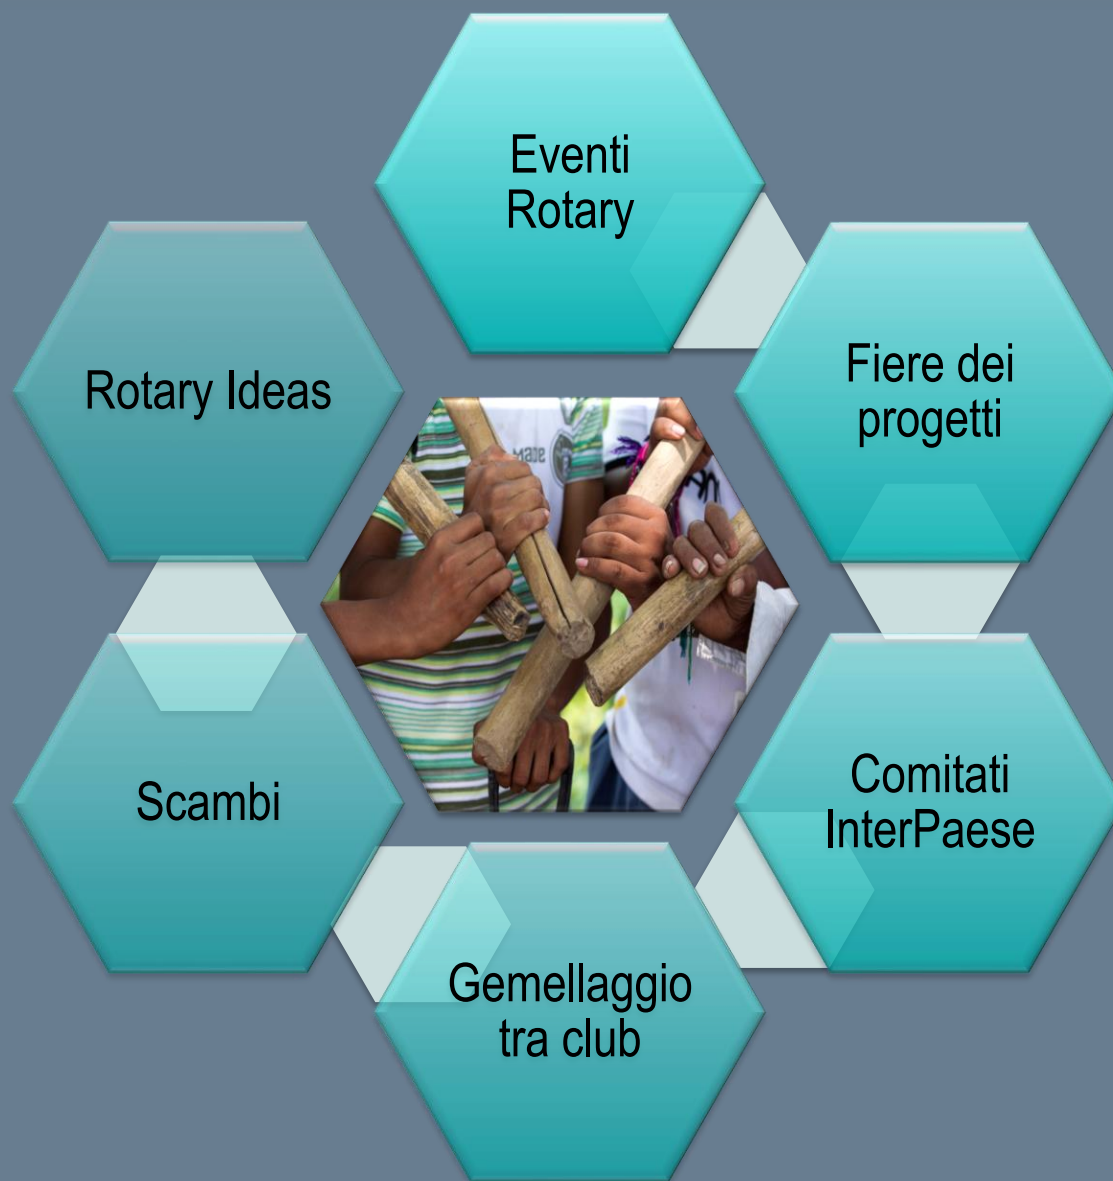 Eventi
Rotary
Fiere dei
progetti
Comitati
InterPaese
Gemellaggio
tra club
Scambi
Rotary Ideas